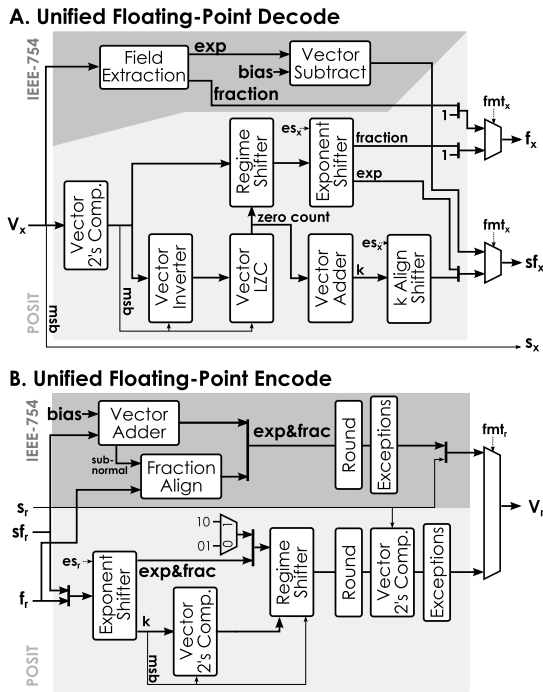 A. Unified Floating-Point Decode
IEEE-754
Field
Extraction
exp
bias
Vector
Subtract
fraction
1
fmtx
fx
Regime
Shifter
esx
Exponent
Shifter
fraction
1
exp
Vx
Vector
2's Comp.
zero count
msb
Vector
Inverter
Vector
LZC
Vector
Adder
k
esx
k Align
Shifter
fmtx
sfx
POSIT
msb
sx
B. Unified Floating-Point Encode
IEEE-754
bias
Vector
Adder
sub-
normal
Fraction
Align
exp&frac
Round
Exceptions
fmtr
sr
sfr
Vr
10
01
0 1
esr
Exponent
Shifter
exp&frac
Regime
Shifter
Round
Vector
2's Comp.
Exceptions
fr
k
msb
Vector
2's Comp.
POSIT